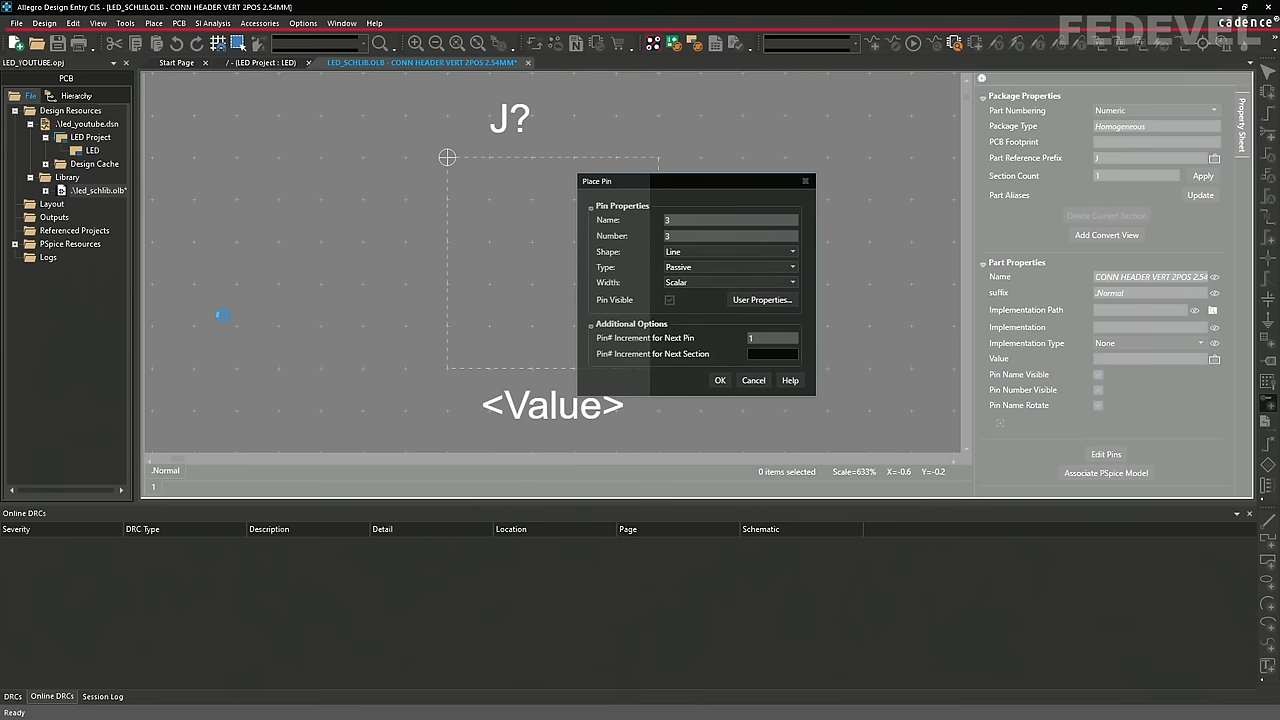 Allegro Design Entry CIS - [LED_SCHLIB.OLB - CONN HEADER VERT 2POS 2.54MM]
FEDEVEL
File Design Edit View Tools Place PCB SI Analysis Accessories Options Window Help
cadence
LED_YOUTUBE.opj
Start Page
/ - (LED Project : LED)
LED_SCHLIB.OLB - CONN HEADER VERT 2POS 2.54MM*
PCB
File
Hierarchy
Design Resources
.\led_youtube.dsn
LED Project
LED
Design Cache
Library
.\led_schlib.olb*
Layout
Outputs
Referenced Projects
PSpice Resources
Logs
J?
<Value>
Place Pin
Pin Properties
Name: 3
Number: 3
Shape: Line
Type: Passive
Width: Scalar
Pin Visible
User Properties...
Additional Options
Pin# Increment for Next Pin 1
Pin# Increment for Next Section
OK Cancel Help
.Normal
0 items selected Scale=633% X=-0.6 Y=-0.2
1
Property Sheet
Package Properties
Part Numbering Numeric
Package Type Homogeneous
PCB Footprint
Part Reference Prefix J
Section Count 1 Apply
Part Aliases Update
Delete Current Section
Add Convert View
Part Properties
Name CONN HEADER VERT 2POS 2.54
suffix .Normal
Implementation Path
Implementation
Implementation Type None
Value
Pin Name Visible
Pin Number Visible
Pin Name Rotate
Edit Pins
Associate PSpice Model
Online DRCs
Severity DRC Type Description Detail Location Page Schematic
DRCs Online DRCs Session Log
Ready